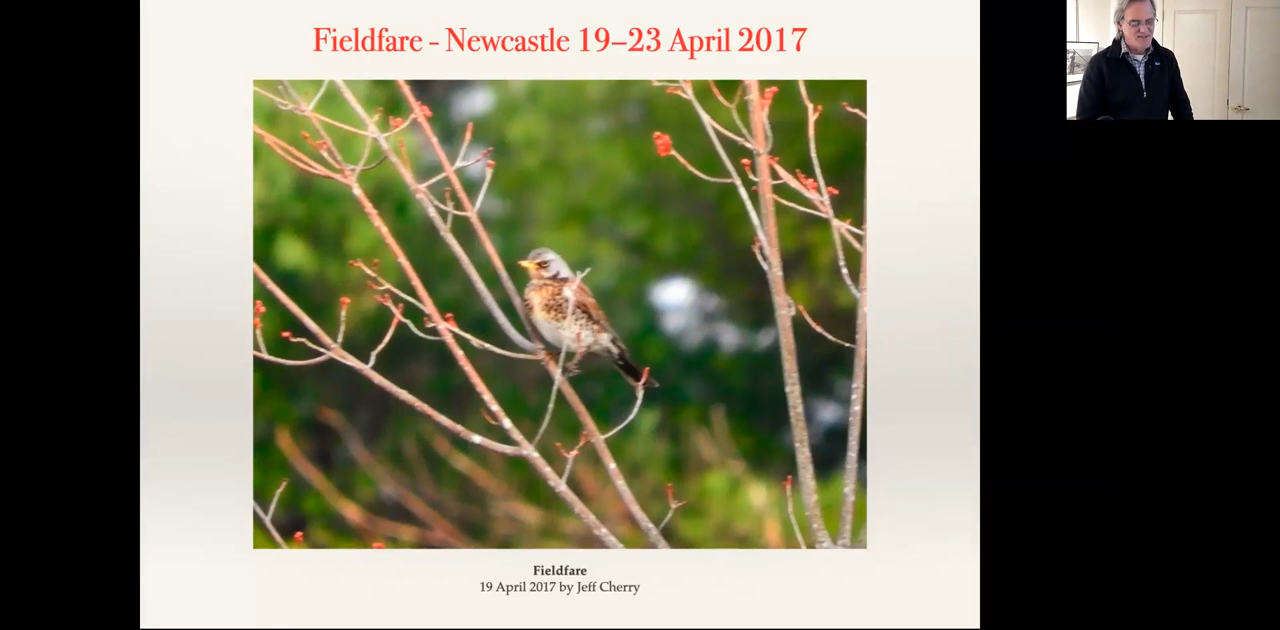 Fieldfare - Newcastle 19–23 April 2017
Fieldfare
19 April 2017 by Jeff Cherry